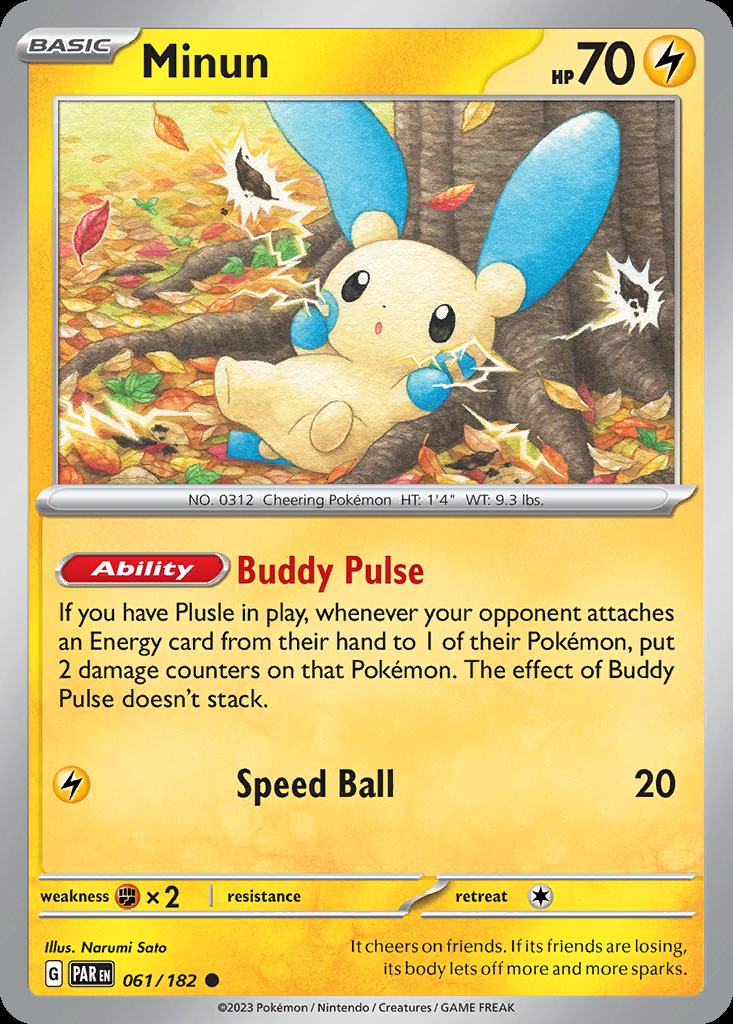 BASIC
Minun
HP 70
NO. 0312 Cheering Pokémon HT: 1'4" WT: 9.3 lbs.
Ability Buddy Pulse
If you have Plusle in play, whenever your opponent attaches
an Energy card from their hand to 1 of their Pokémon, put
2 damage counters on that Pokémon. The effect of Buddy
Pulse doesn't stack.
Speed Ball 20
weakness ×2 resistance retreat
Illus. Narumi Sato
It cheers on friends. If its friends are losing,
its body lets off more and more sparks.
G PAR EN 061/182
©2023 Pokémon / Nintendo / Creatures / GAME FREAK